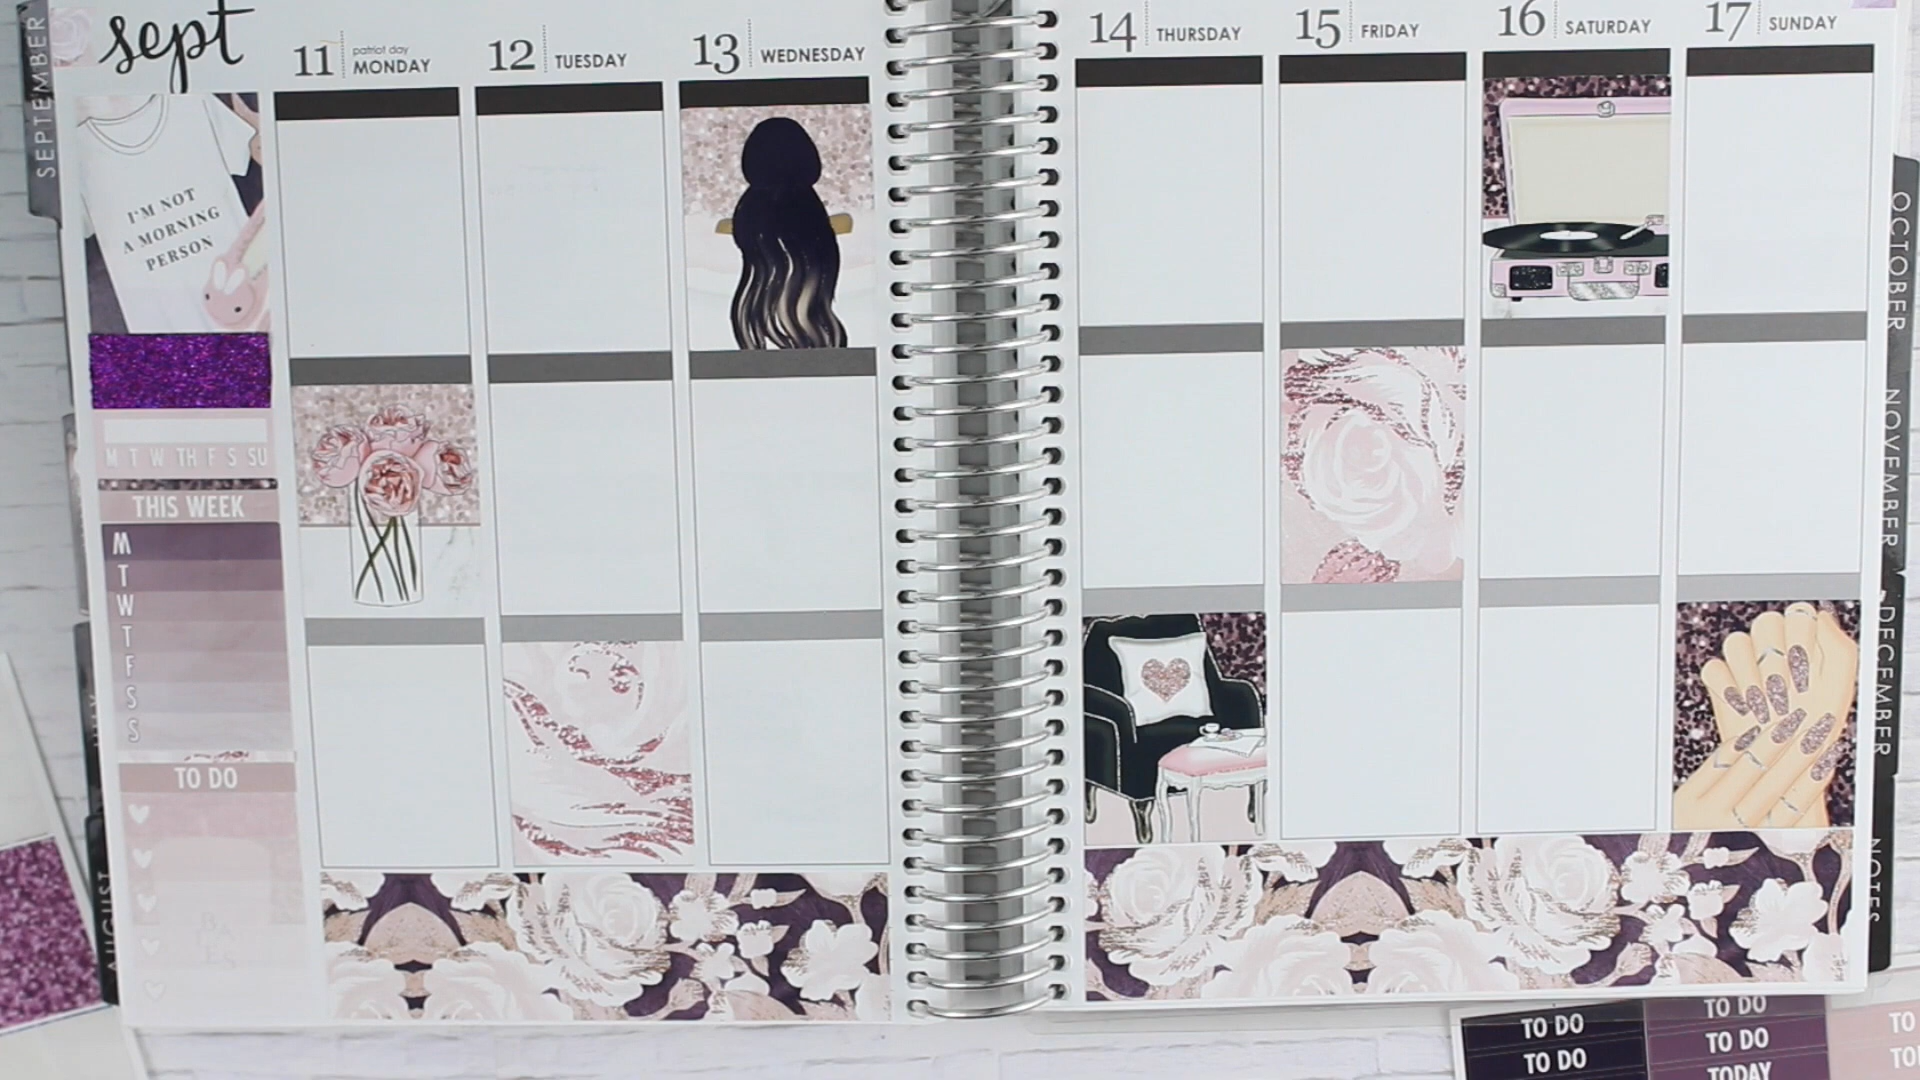 SEPTEMBER
sept
11 patriot day
MONDAY
12 TUESDAY
13 WEDNESDAY
14 THURSDAY
15 FRIDAY
16 SATURDAY
17 SUNDAY
I'M NOT
A MORNING
PERSON
M T W TH F S SU
THIS WEEK
M
T
W
T
F
S
S
TO DO
AUGUST
OCTOBER
NOVEMBER
DECEMBER
NOTES
TO DO
TO DO
TO DO
TO DO
TODAY
TO